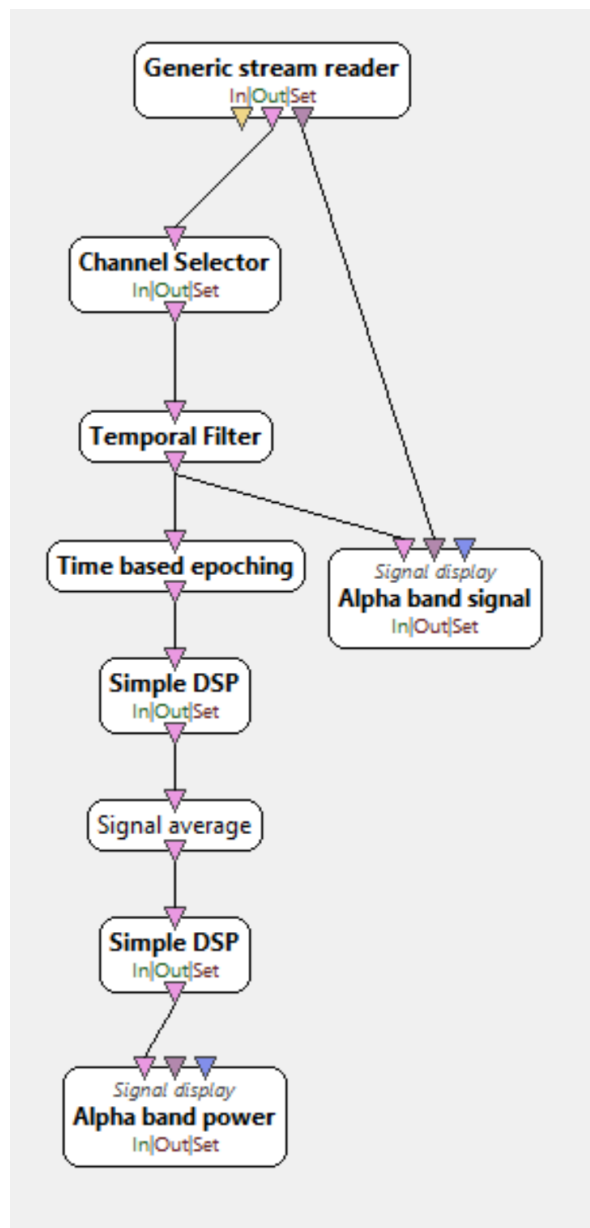 Generic stream reader
In|Out|Set
Channel Selector
In|Out|Set
Temporal Filter
Time based epoching
Signal display
Alpha band signal
In|Out|Set
Simple DSP
In|Out|Set
Signal average
Simple DSP
In|Out|Set
Signal display
Alpha band power
In|Out|Set